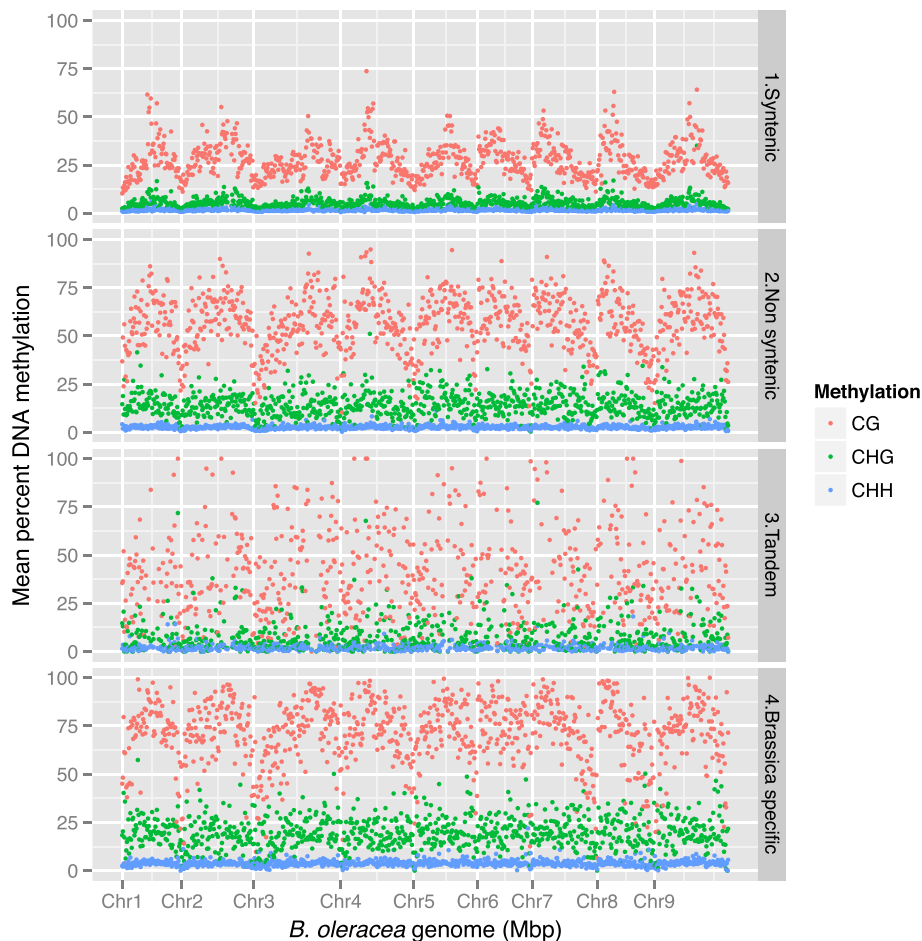 100
75
50
25
0
1.Syntenic
100
75
50
25
0
2.Non syntenic
100
75
50
25
0
3.Tandem
100
75
50
25
0
4.Brassica specific
Mean percent DNA methylation
Chr1 Chr2 Chr3 Chr4 Chr5 Chr6 Chr7 Chr8 Chr9
B. oleracea genome (Mbp)
Methylation
CG
CHG
CHH